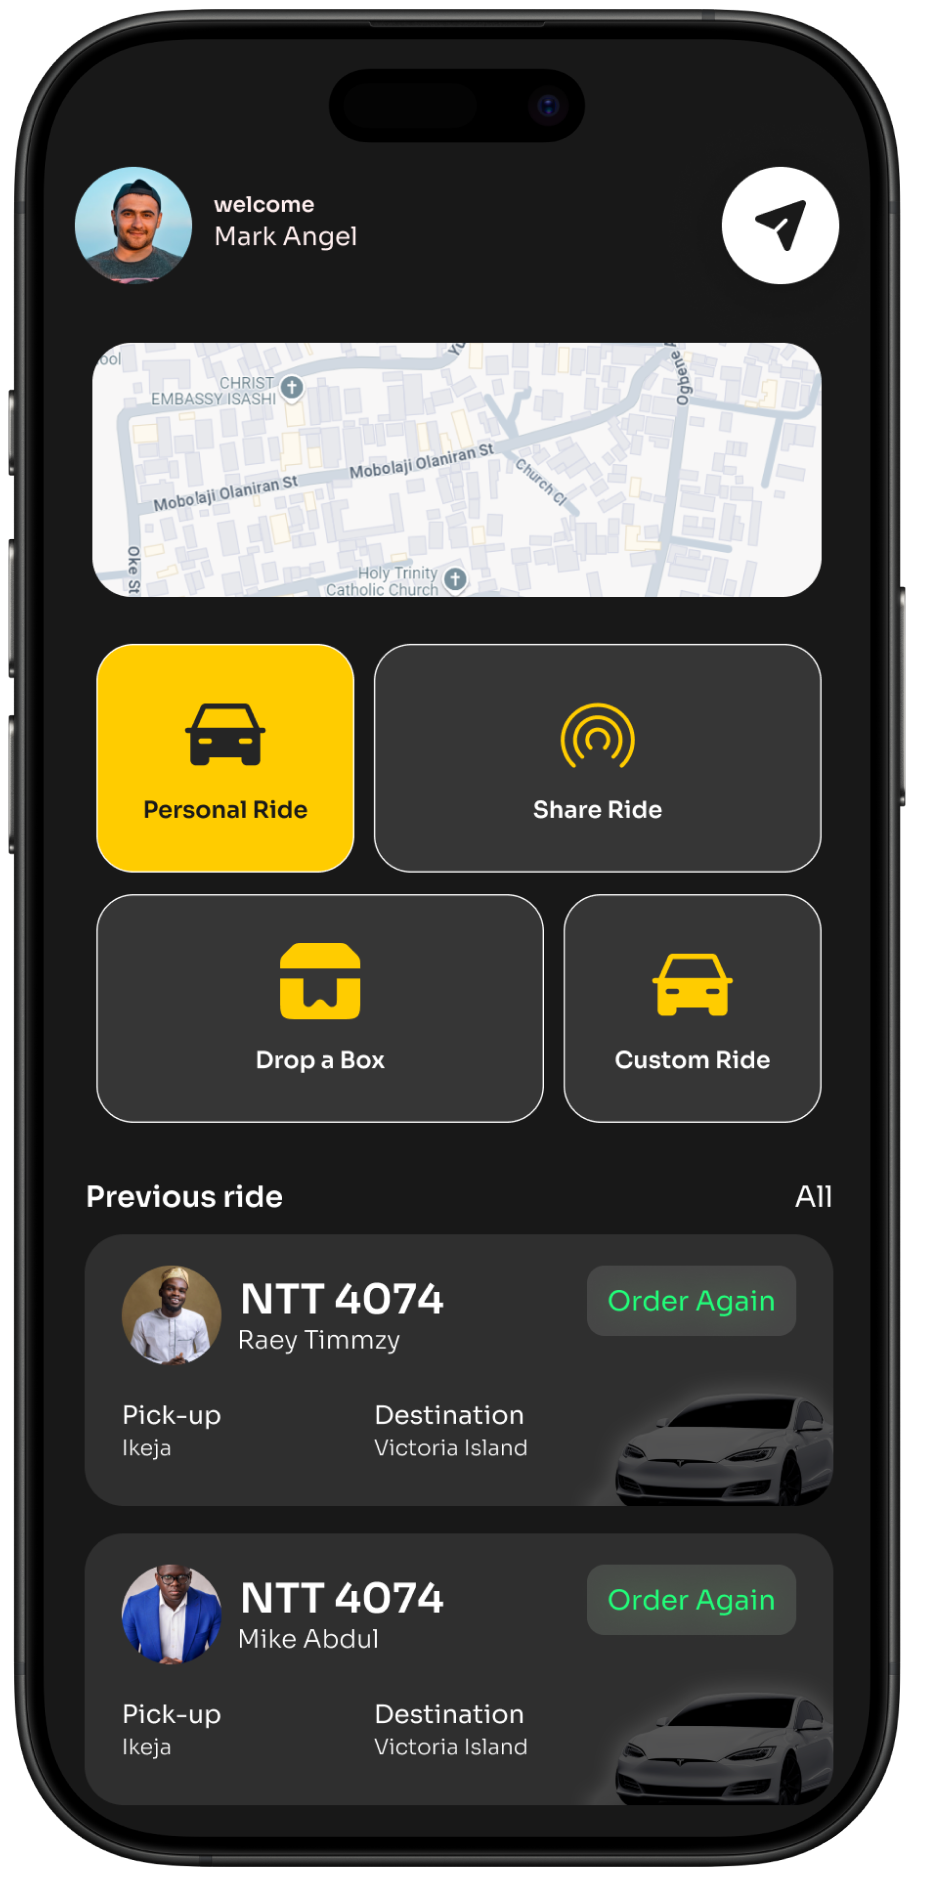 welcome
Mark Angel
ool
CHRIST
EMBASSY ISASHI
Mobolaji Olaniran St
Mobolaji Olaniran St
Church Cl
Oke St
Holy Trinity
Catholic Church
Personal Ride
Share Ride
Drop a Box
Custom Ride
Previous ride
All
NTT 4074
Order Again
Raey Timmzy
Pick-up
Destination
Ikeja
Victoria Island
NTT 4074
Order Again
Mike Abdul
Pick-up
Destination
Ikeja
Victoria Island